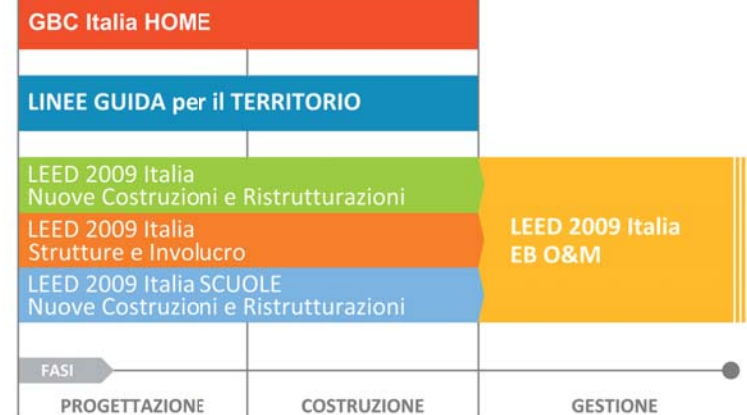 GBC Italia HOME
LINEE GUIDA per il TERRITORIO
LEED 2009 Italia
Nuove Costruzioni e Ristrutturazioni
LEED 2009 Italia
Strutture e Involucro
LEED 2009 Italia SCUOLE
Nuove Costruzioni e Ristrutturazioni
LEED 2009 Italia
EB O&M
FASI
PROGETTAZIONE
COSTRUZIONE
GESTIONE